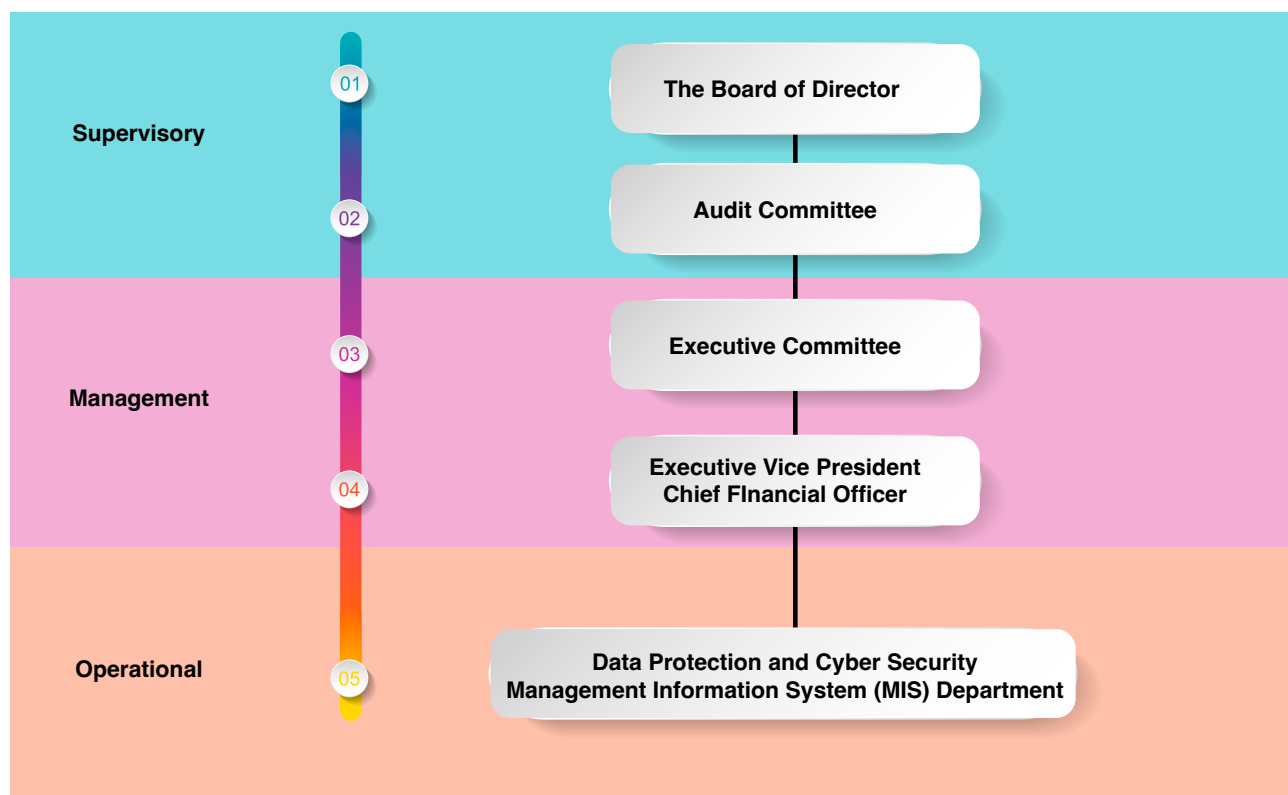 01
The Board of Director
Supervisory
02
Audit Committee
03
Executive Committee
Management
04
Executive Vice President
Chief FInancial Officer
Operational
05
Data Protection and Cyber Security
Management Information System (MIS) Department